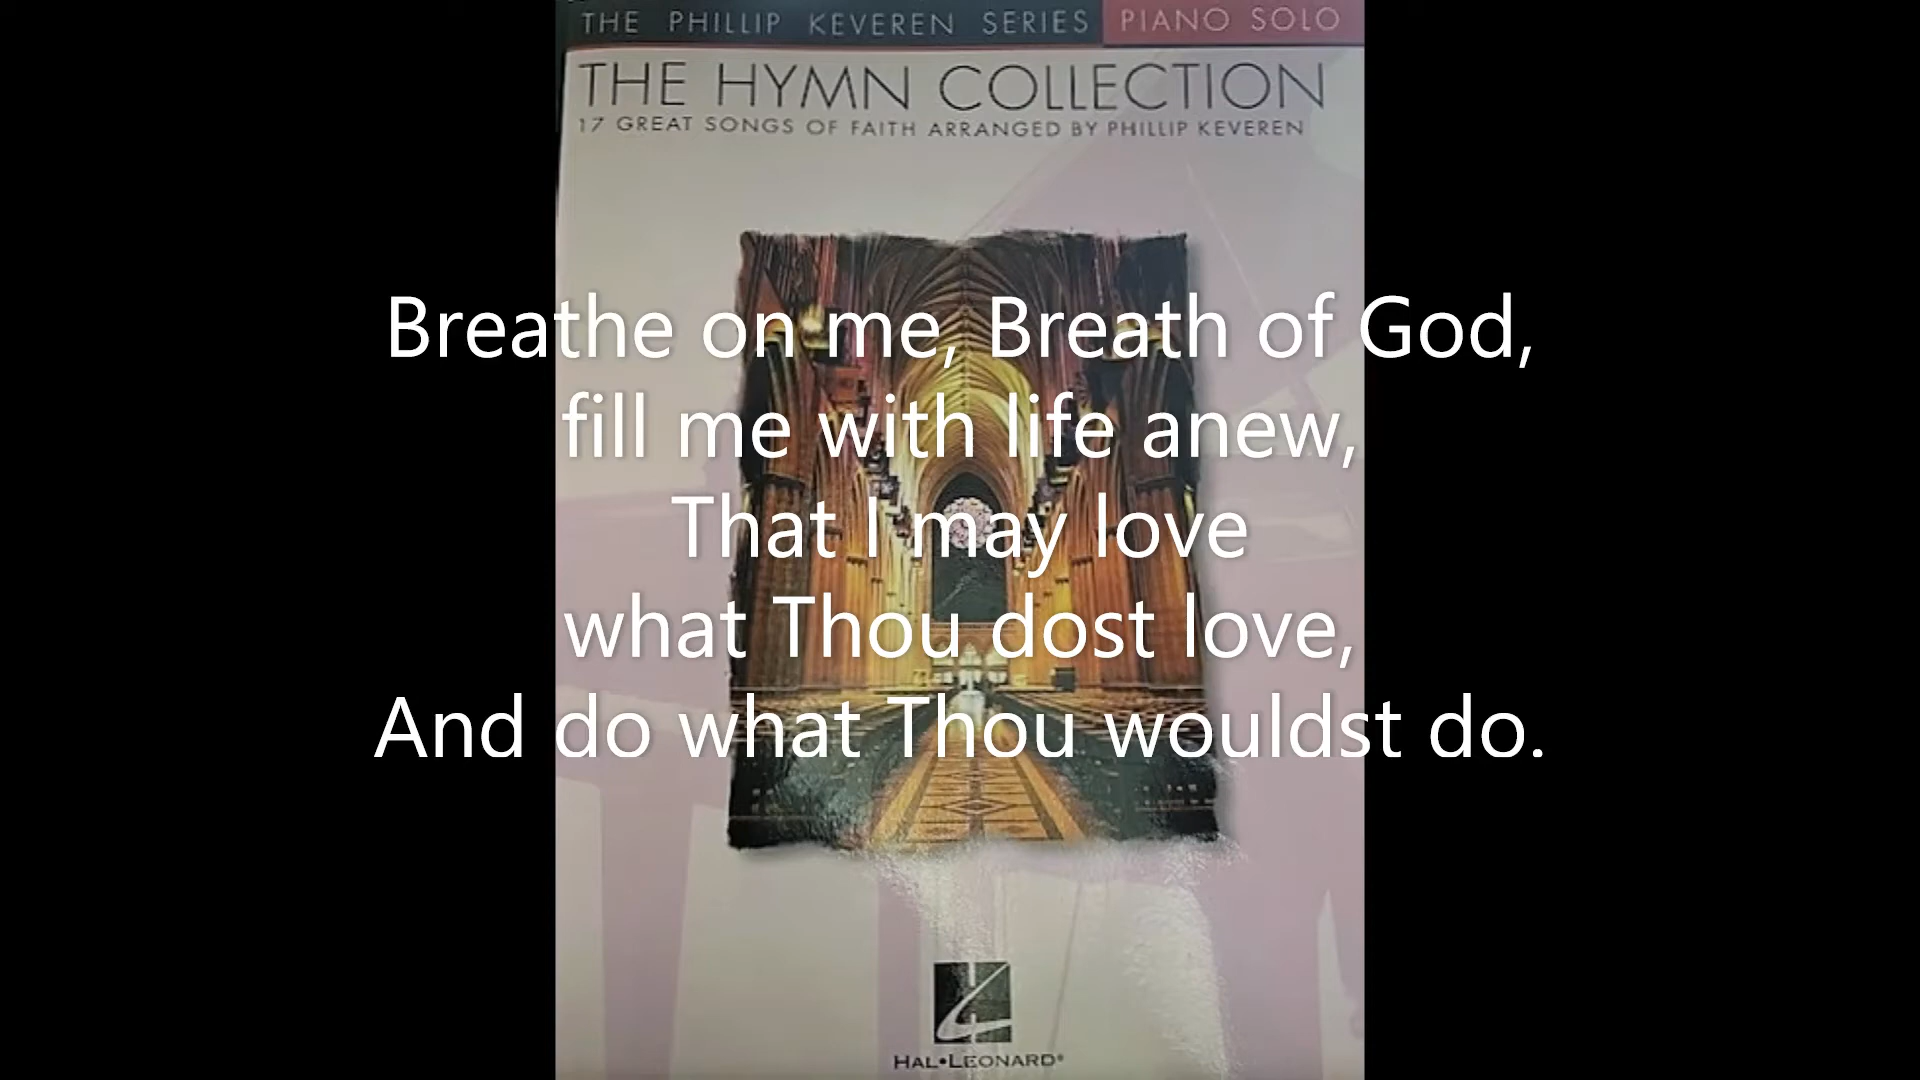 THE PHILLIP KEVEREN SERIES PIANO SOLO
THE HYMN COLLECTION
17 GREAT SONGS OF FAITH ARRANGED BY PHILLIP KEVEREN
Breathe on me, Breath of God,
fill me with life anew,
That I may love
what Thou dost love,
And do what Thou wouldst do.
HAL•LEONARD®